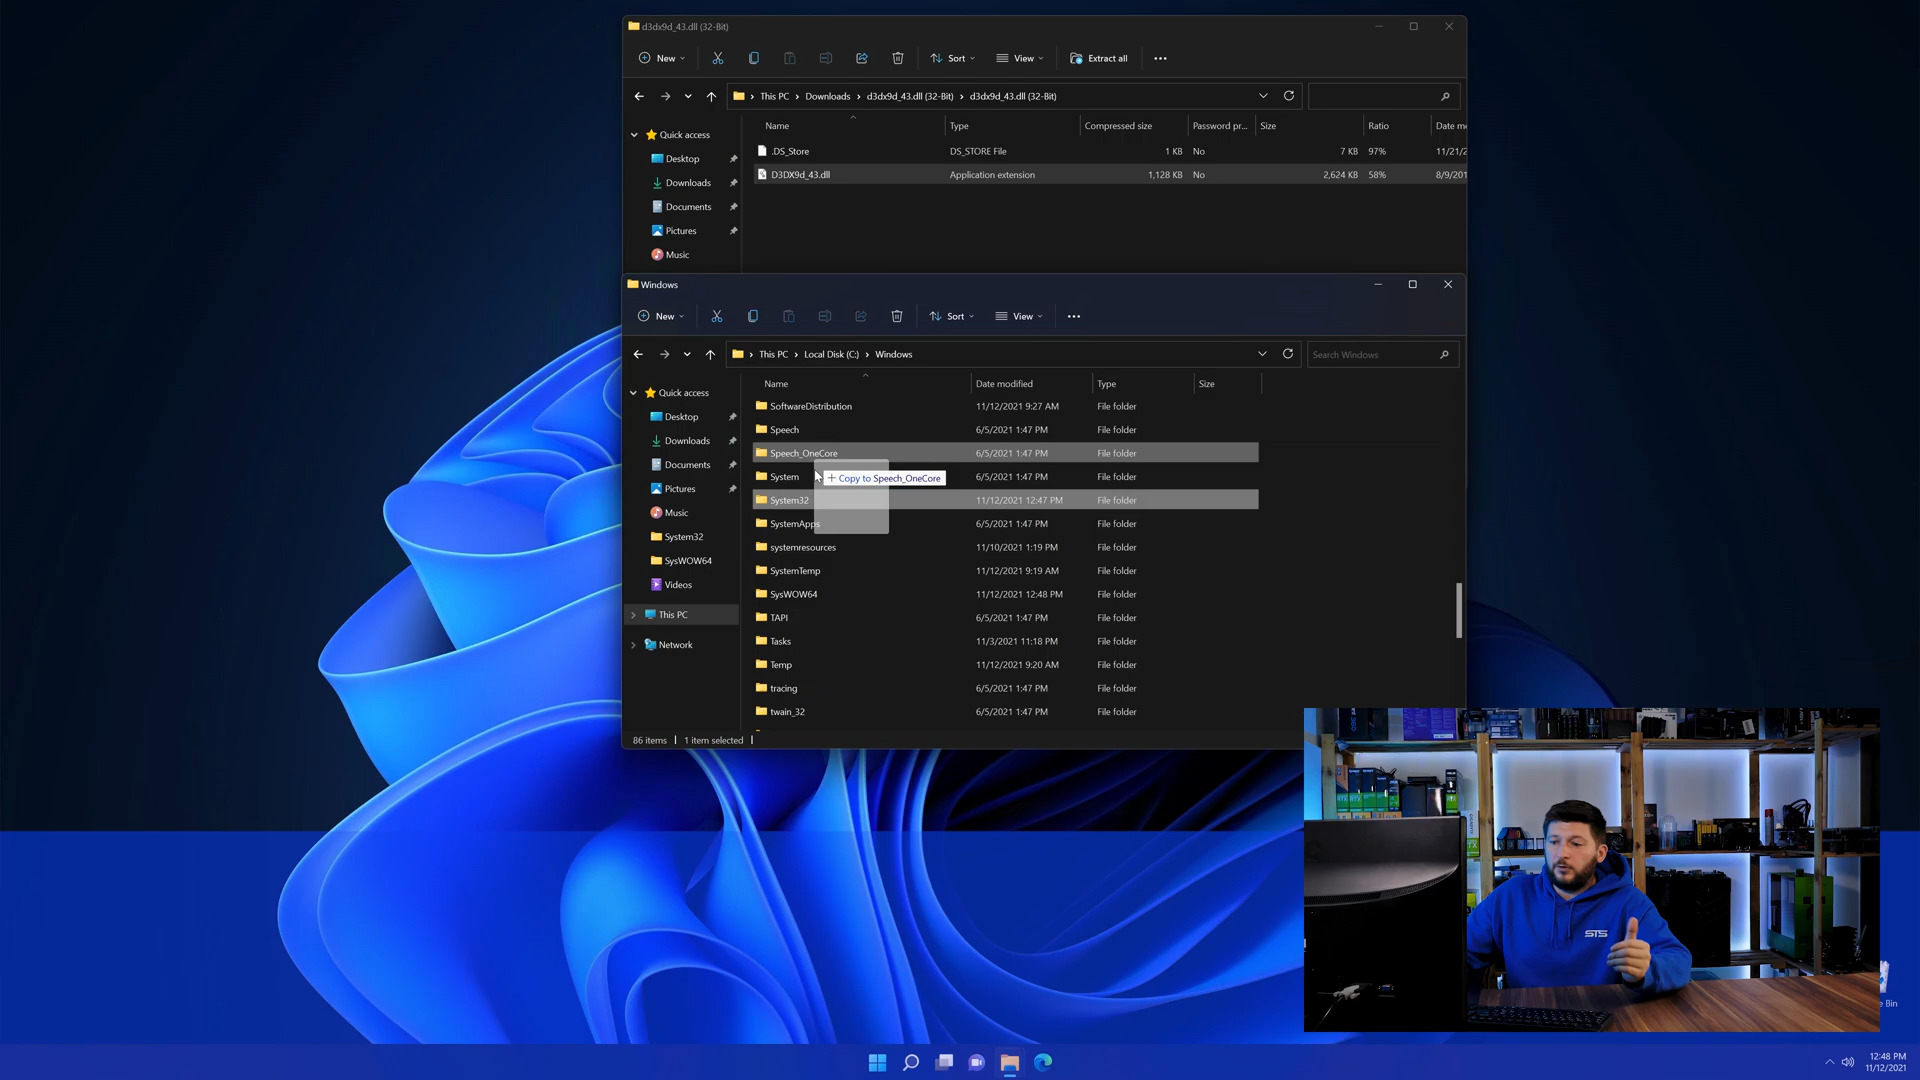 d3dx9d_43.dll (32-Bit)
New
Sort
View
Extract all
This PC > Downloads > d3dx9d_43.dll (32-Bit) > d3dx9d_43.dll (32-Bit)
Name Type Compressed size Password pr... Size Ratio Date m
Quick access
.DS_Store DS_STORE File 1 KB No 7 KB 97% 11/21/2
Desktop
D3DX9d_43.dll Application extension 1,128 KB No 2,624 KB 58% 8/9/201
Downloads
Documents
Pictures
Music
Windows
New
Sort
View
This PC > Local Disk (C:) > Windows
Search Windows
Name Date modified Type Size
Quick access
Desktop
Downloads
Documents
Pictures
Music
System32
SysWOW64
Videos
This PC
Network
SoftwareDistribution 11/12/2021 9:27 AM File folder
Speech 6/5/2021 1:47 PM File folder
Speech_OneCore 6/5/2021 1:47 PM File folder
System 6/5/2021 1:47 PM File folder
+ Copy to Speech_OneCore
System32 11/12/2021 12:47 PM File folder
SystemApps 6/5/2021 1:47 PM File folder
systemresources 11/10/2021 1:19 PM File folder
SystemTemp 11/12/2021 9:19 AM File folder
SysWOW64 11/12/2021 12:48 PM File folder
TAPI 6/5/2021 1:47 PM File folder
Tasks 11/3/2021 11:18 PM File folder
Temp 11/12/2021 9:20 AM File folder
tracing 6/5/2021 1:47 PM File folder
twain_32 6/5/2021 1:47 PM File folder
86 items
1 item selected
STS
Bin
12:48 PM
11/12/2021